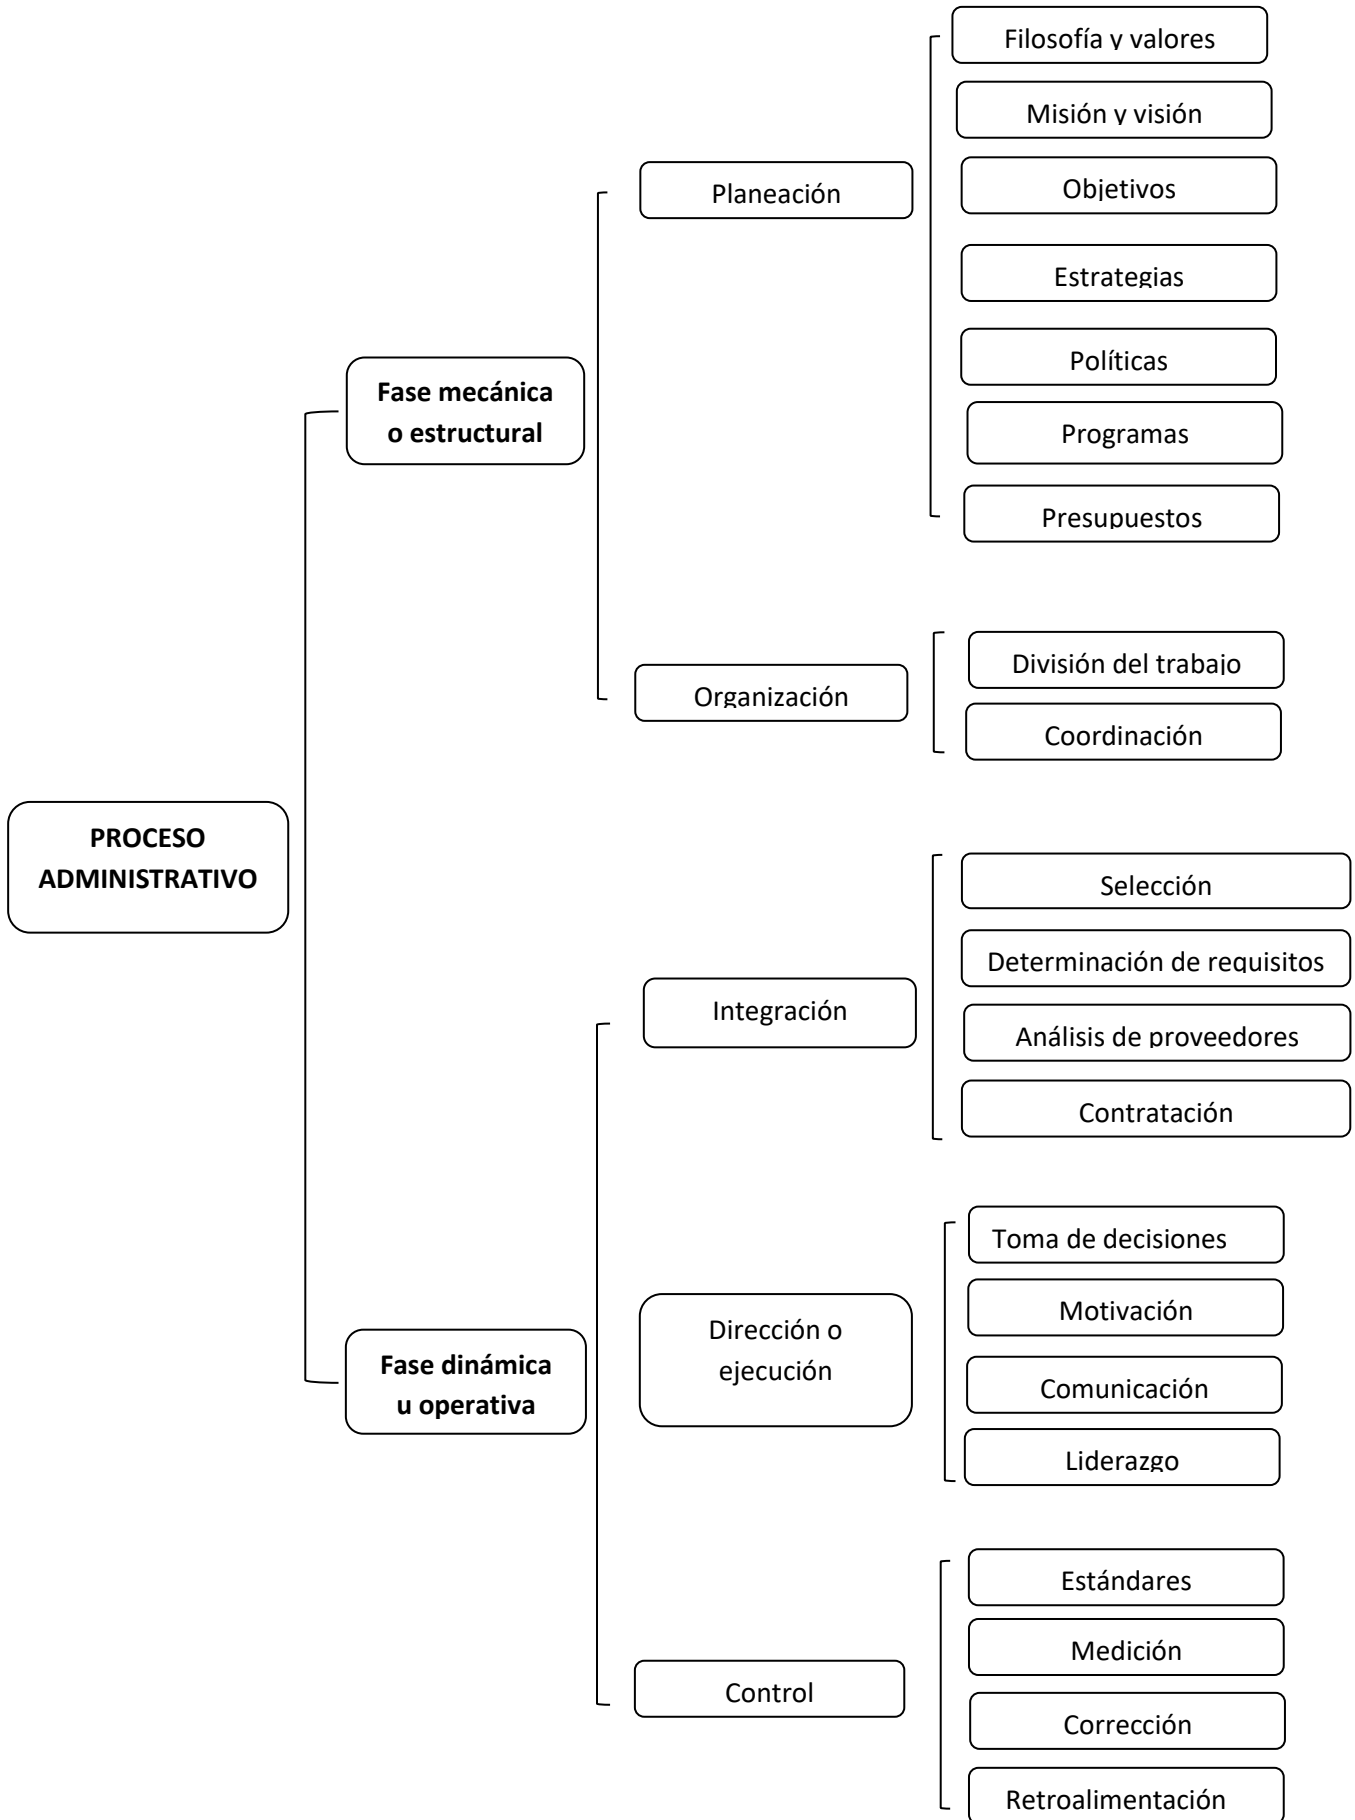 Filosofía y valores
Misión y visión
Planeación
Objetivos
Estrategias
Políticas
Fase mecánica
o estructural
Programas
Presupuestos
División del trabajo
Organización
Coordinación
PROCESO
ADMINISTRATIVO
Selección
Determinación de requisitos
Integración
Análisis de proveedores
Contratación
Toma de decisiones
Motivación
Dirección o
ejecución
Fase dinámica
u operativa
Comunicación
Liderazgo
Estándares
Medición
Control
Corrección
Retroalimentación